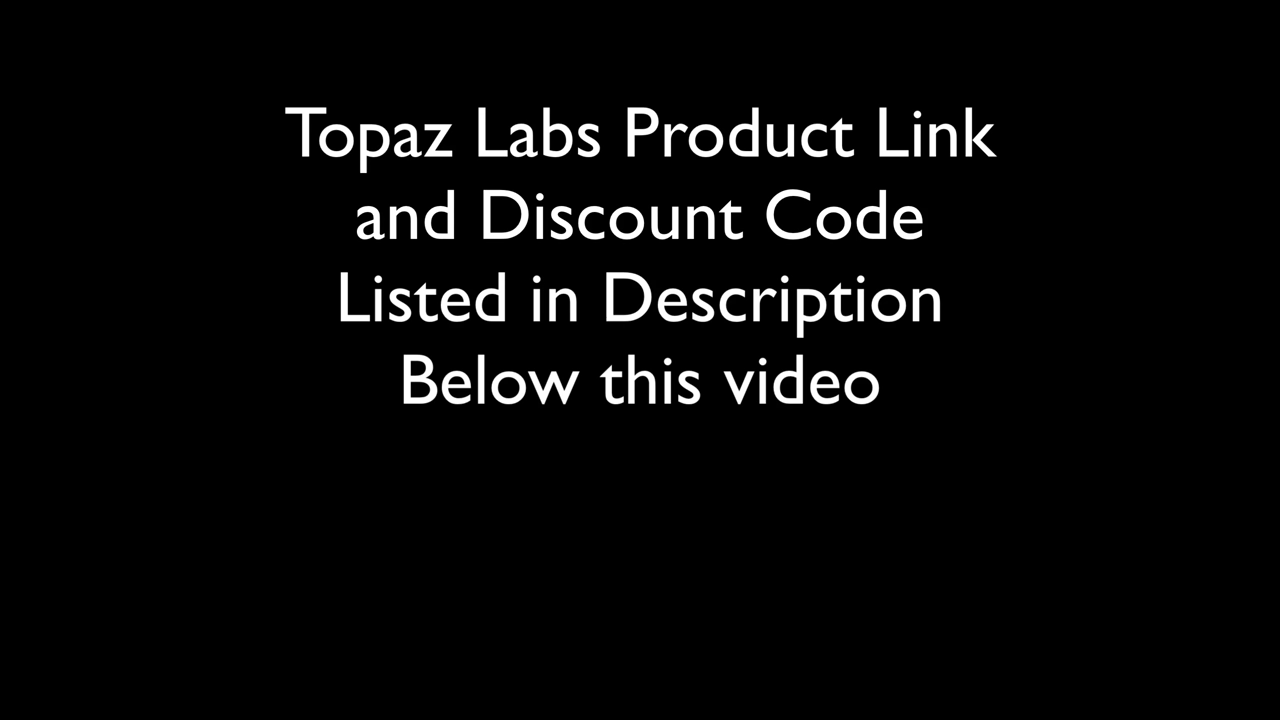 Topaz Labs Product Link
and Discount Code
Listed in Description
Below this video